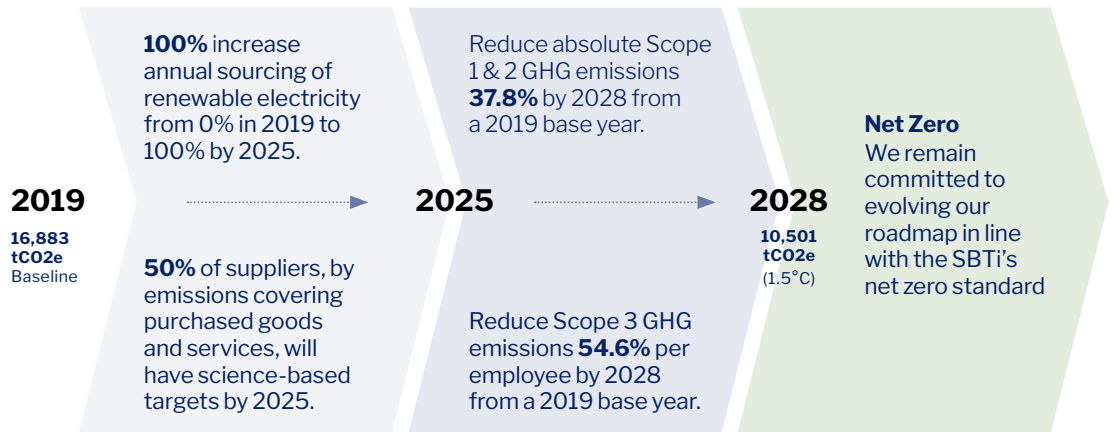 2019
16,883
tCO2e
Baseline
100% increase
annual sourcing of
renewable electricity
from 0% in 2019 to
100% by 2025.
50% of suppliers, by
emissions covering
purchased goods
and services, will
have science-based
targets by 2025.
2025
Reduce absolute Scope
1 & 2 GHG emissions
37.8% by 2028 from
a 2019 base year.
Reduce Scope 3 GHG
emissions 54.6% per
employee by 2028
from a 2019 base year.
2028
10,501
tCO2e
(1.5°C)
Net Zero
We remain
committed to
evolving our
roadmap in line
with the SBTi’s
net zero standard